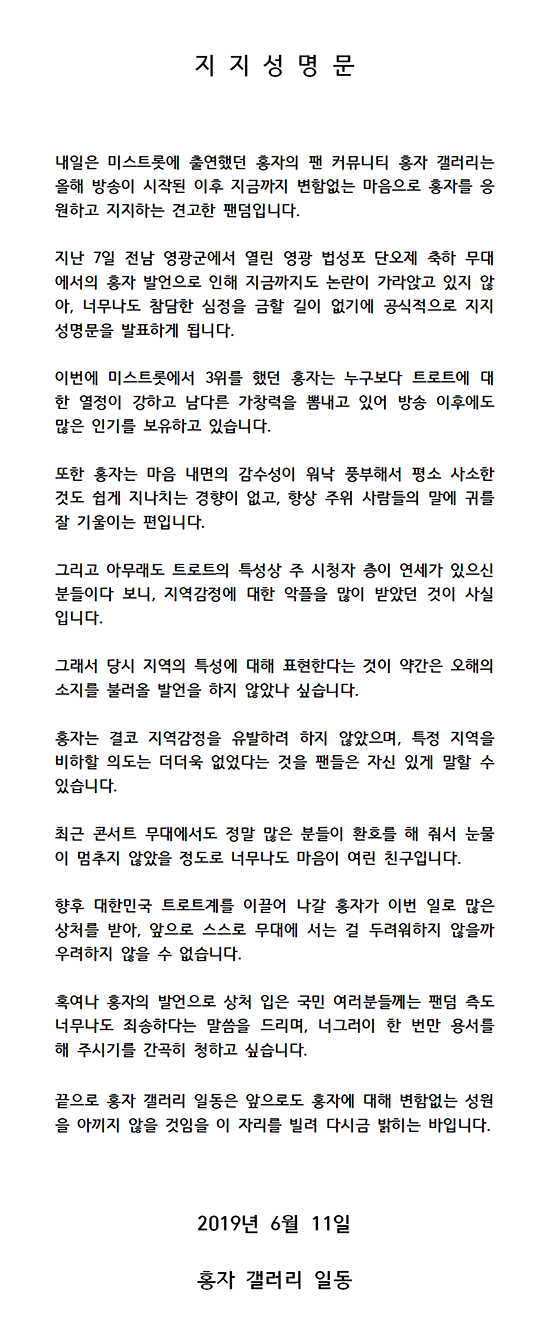 지 지 성 명 문
내일은 미스트롯에 출연했던 홍자의 팬 커뮤니티 홍자 갤러리는
올해 방송이 시작된 이후 지금까지 변함없는 마음으로 홍자를 응
원하고 지지하는 견고한 팬덤입니다.
지난 7일 전남 영광군에서 열린 영광 법성포 단오제 축하 무대
에서의 홍자 발언으로 인해 지금까지도 논란이 가라앉고 있지 않
아, 너무나도 참담한 심정을 금할 길이 없기에 공식적으로 지지
성명문을 발표하게 됩니다.
이번에 미스트롯에서 3위를 했던 홍자는 누구보다 트로트에 대
한 열정이 강하고 남다른 가창력을 뽐내고 있어 방송 이후에도
많은 인기를 보유하고 있습니다.
또한 홍자는 마음 내면의 감수성이 워낙 풍부해서 평소 사소한
것도 쉽게 지나치는 경향이 없고, 항상 주위 사람들의 말에 귀를
잘 기울이는 편입니다.
그리고 아무래도 트로트의 특성상 주 시청자 층이 연세가 있으신
분들이다 보니, 지역감정에 대한 악플을 많이 받았던 것이 사실
입니다.
그래서 당시 지역의 특성에 대해 표현한다는 것이 약간은 오해의
소지를 불러올 발언을 하지 않았나 싶습니다.
홍자는 결코 지역감정을 유발하려 하지 않았으며, 특정 지역을
비하할 의도는 더더욱 없었다는 것을 팬들은 자신 있게 말할 수
있습니다.
최근 콘서트 무대에서도 정말 많은 분들이 환호를 해 줘서 눈물
이 멈추지 않았을 정도로 너무나도 마음이 여린 친구입니다.
향후 대한민국 트로트계를 이끌어 나갈 홍자가 이번 일로 많은
상처를 받아, 앞으로 스스로 무대에 서는 걸 두려워하지 않을까
우려하지 않을 수 없습니다.
혹여나 홍자의 발언으로 상처 입은 국민 여러분들께는 팬덤 측도
너무나도 죄송하다는 말씀을 드리며, 너그러이 한 번만 용서를
해 주시기를 간곡히 청하고 싶습니다.
끝으로 홍자 갤러리 일동은 앞으로도 홍자에 대해 변함없는 성원
을 아끼지 않을 것임을 이 자리를 빌려 다시금 밝히는 바입니다.
2019년 6월 11일
홍자 갤러리 일동